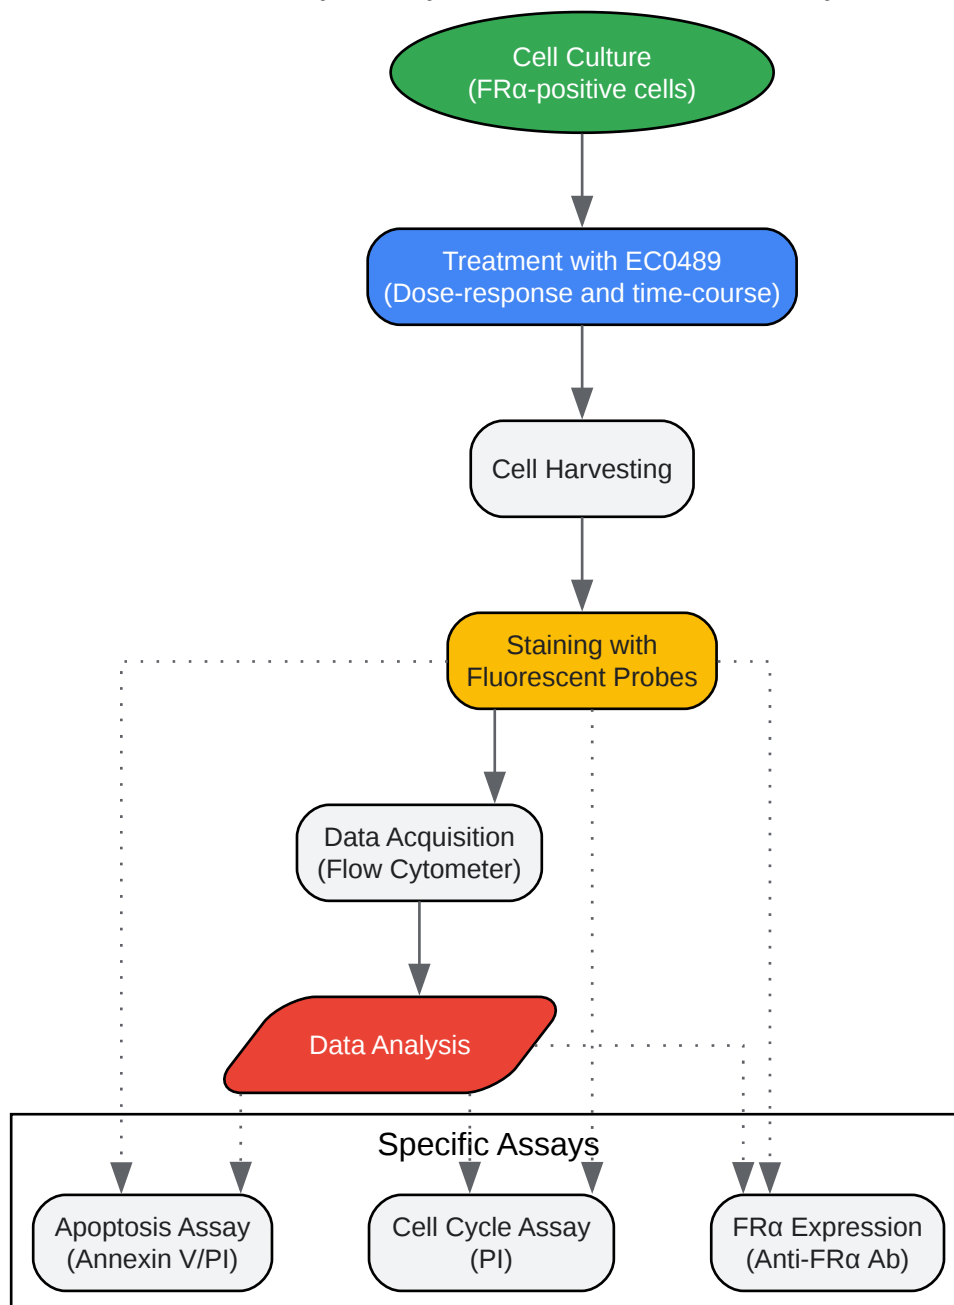 Cell Culture
(FRα-positive cells)
Treatment with EC0489
(Dose-response and time-course)
Cell Harvesting
Staining with
Fluorescent Probes
Data Acquisition
(Flow Cytometer)
Data Analysis
Specific Assays
Apoptosis Assay
(Annexin V/PI)
Cell Cycle Assay
(PI)
FRα Expression
(Anti-FRα Ab)